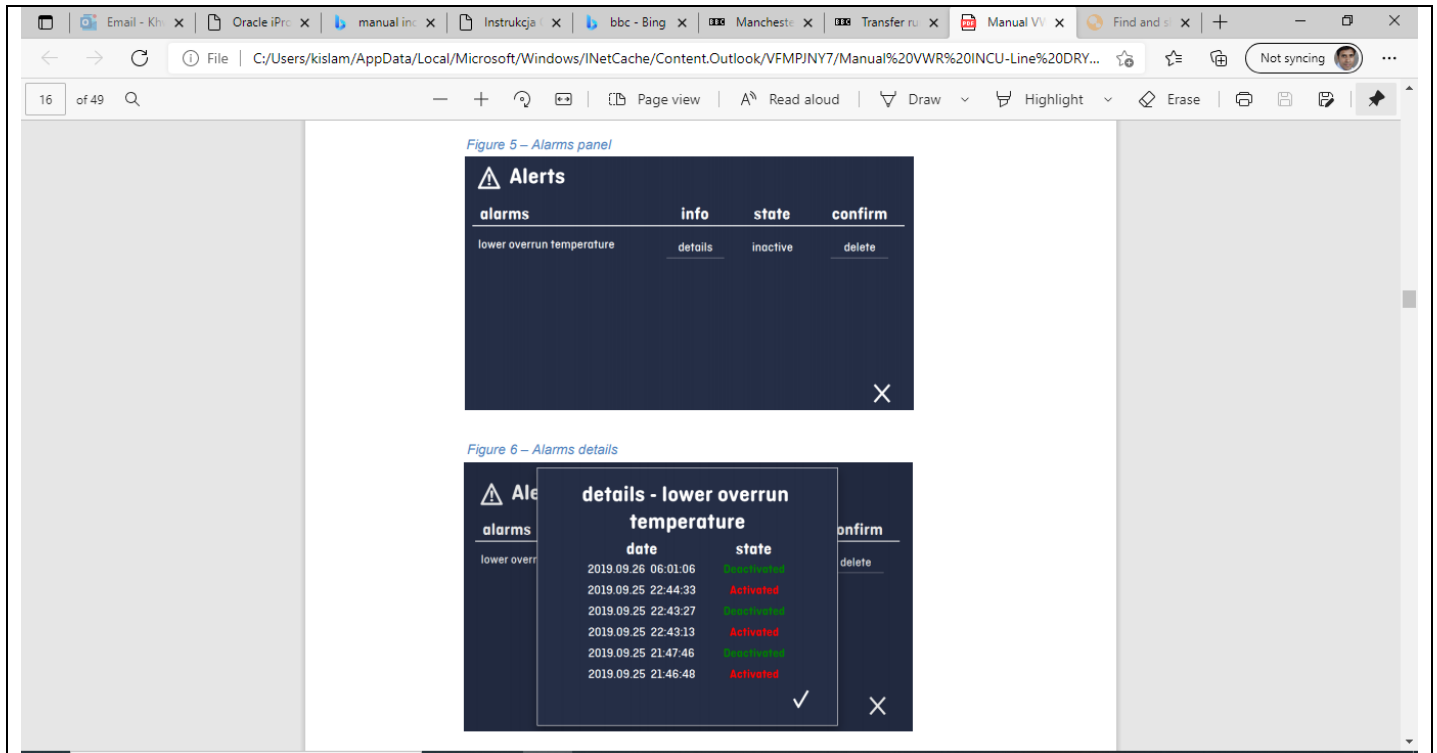 Email - Kh
Oracle iPro
manual inc
Instrukcja
bbc - Bing
Mancheste
Transfer ru
Manual VV
Find and s
File
C:/Users/kislam/AppData/Local/Microsoft/Windows/INetCache/Content.Outlook/VFMPJNY7/Manual%20VWR%20INCU-Line%20DRY...
Not syncing
16 of 49
Page view
Read aloud
Draw
Highlight
Erase
Figure 5 – Alarms panel
Alerts
alarms info state confirm
lower overrun temperature details inactive delete
Figure 6 – Alarms details
Ale
details - lower overrun
temperature
alarms
onfirm
date state
lower overr
delete
2019.09.26 06:01:06 Deactivated
2019.09.25 22:44:33 Activated
2019.09.25 22:43:27 Deactivated
2019.09.25 22:43:13 Activated
2019.09.25 21:47:46 Deactivated
2019.09.25 21:46:48 Activated